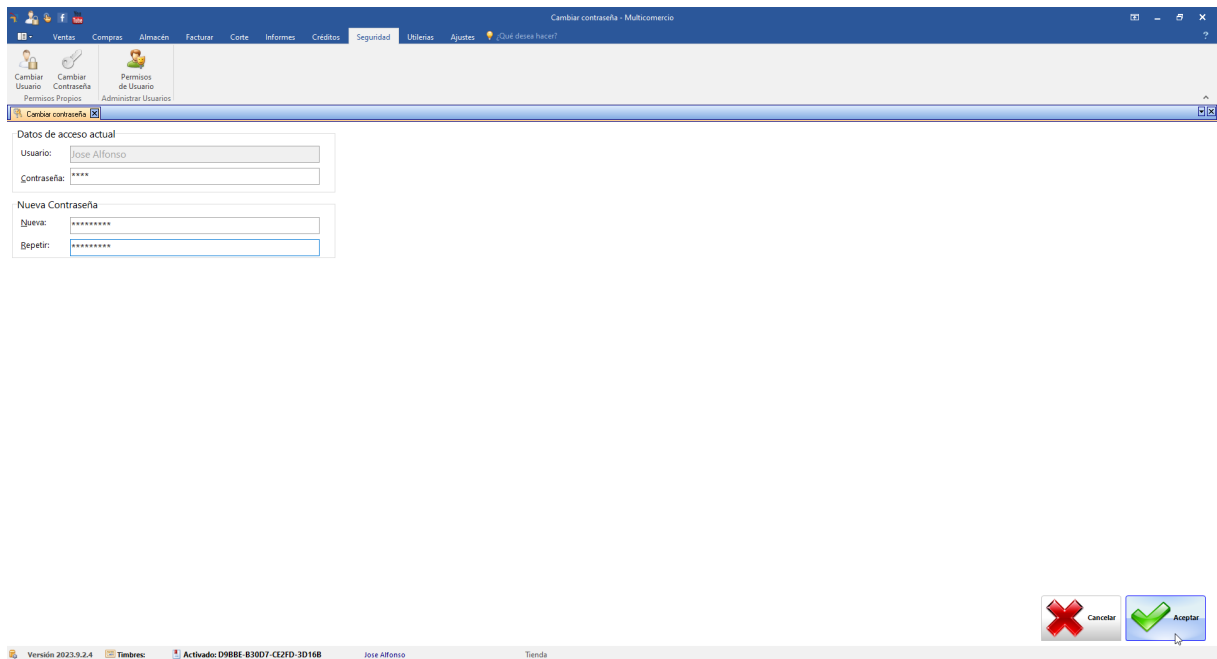 Cambiar contraseña - Multicomercio
Ventas Compras Almacén Facturar Corte Informes Créditos Seguridad Utilerias Ajustes ¿Qué desea hacer? ?
Cambiar Usuario
Cambiar Contraseña
Permisos de Usuario
Permisos Propios Administrar Usuarios
Cambiar contraseña
Datos de acceso actual
Usuario: Jose Alfonso
Contraseña: ****
Nueva Contraseña
Nueva: *********
Repetir: *********
Cancelar Aceptar
Versión 2023.9.2.4 Timbres: Activado: D9BBE-B30D7-CE2FD-3D16B Jose Alfonso Tienda